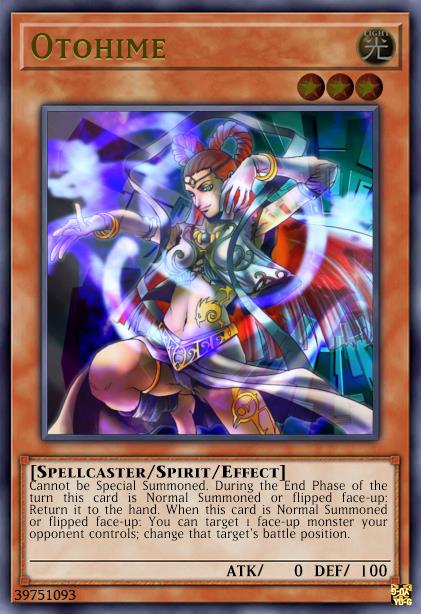 Otohime
LIGHT
光
[Spellcaster/Spirit/Effect]
Cannot be Special Summoned. During the End Phase of the
turn this card is Normal Summoned or flipped face-up:
Return it to the hand. When this card is Normal Summoned
or flipped face-up: You can target 1 face-up monster your
opponent controls; change that target's battle position.
ATK/ 0 DEF/ 100
39751093